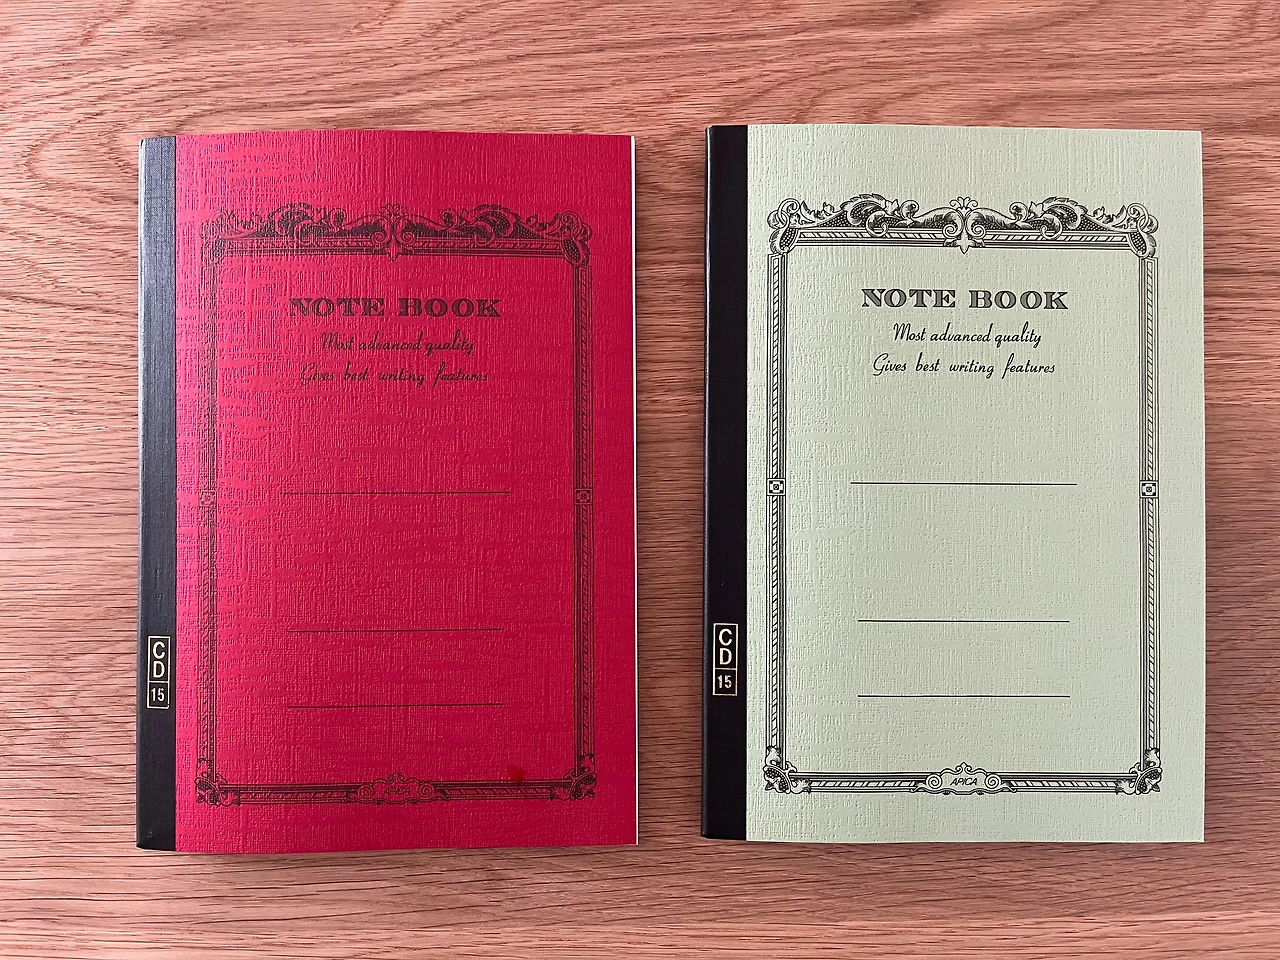 NOTE BOOK
Most advanced quality
Gives best writing features
CD
15
APICA
NOTE BOOK
Most advanced quality
Gives best writing features
CD
15
APICA